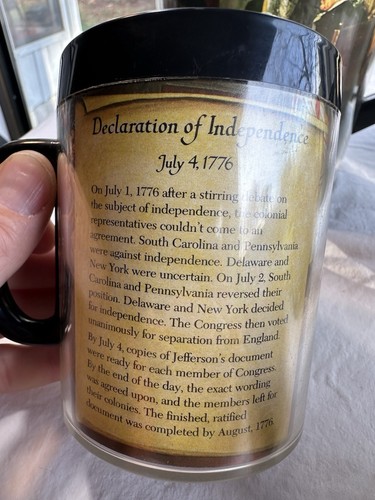 Declaration of Independence
July 4, 1776
On July 1, 1776 after a stirring debate on
the subject of independence, the colonial
representatives couldn't come to an
agreement. South Carolina and Pennsylvania
were against independence. Delaware and
New York were uncertain. On July 2, South
Carolina and Pennsylvania reversed their
position. Delaware and New York decided
for independence. The Congress then voted
unanimously for separation from England.
By July 4, copies of Jefferson's document
were ready for each member of Congress.
By the end of the day, the exact wording
was agreed upon, and the members left for
their colonies. The finished, ratified
document was completed by August, 1776